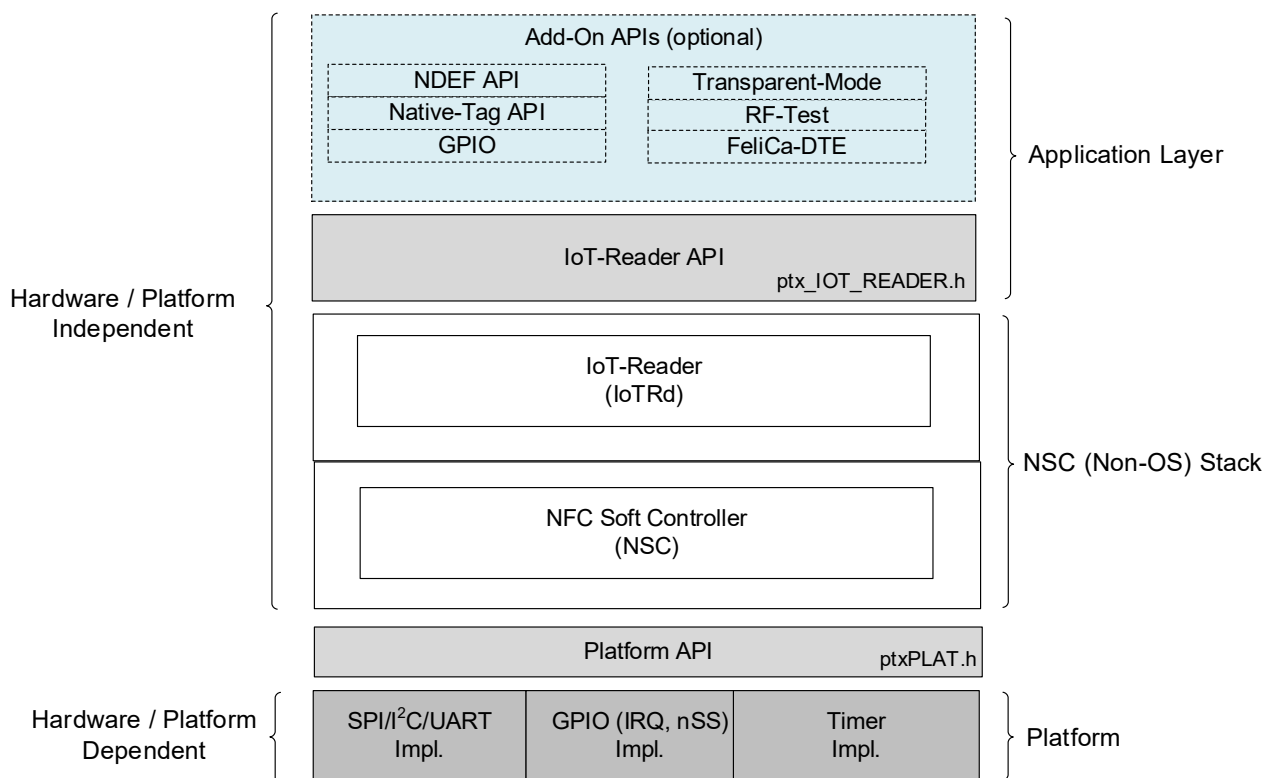 Add-On APIs (optional)
NDEF API
Native-Tag API
GPIO
Transparent-Mode
RF-Test
FeliCa-DTE
Application Layer
IoT-Reader API
ptx_IOT_READER.h
Hardware / Platform
Independent
IoT-Reader
(IoTRd)
NSC (Non-OS) Stack
NFC Soft Controller
(NSC)
Platform API
ptxPLAT.h
Hardware / Platform
Dependent
SPI/I²C/UART
Impl.
GPIO (IRQ, nSS)
Impl.
Timer
Impl.
Platform